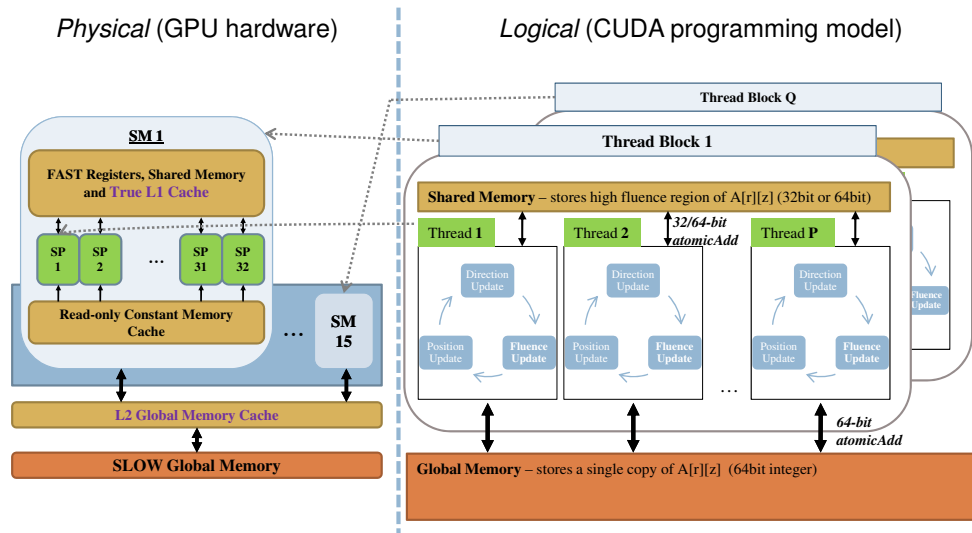 Physical (GPU hardware)
Logical (CUDA programming model)
SM 1
FAST Registers, Shared Memory
and True L1 Cache
SP
1
SP
2
...
SP
31
SP
32
Read-only Constant Memory
Cache
...
SM
15
L2 Global Memory Cache
SLOW Global Memory
Thread Block Q
Fluence
Update
Thread Block 1
Shared Memory – stores high fluence region of A[r][z] (32bit or 64bit)
32/64-bit
atomicAdd
Thread 1
Direction
Update
Position
Update
Fluence
Update
Thread 2
Direction
Update
Position
Update
Fluence
Update
...
Thread P
Direction
Update
Position
Update
Fluence
Update
64-bit
atomicAdd
Global Memory – stores a single copy of A[r][z] (64bit integer)